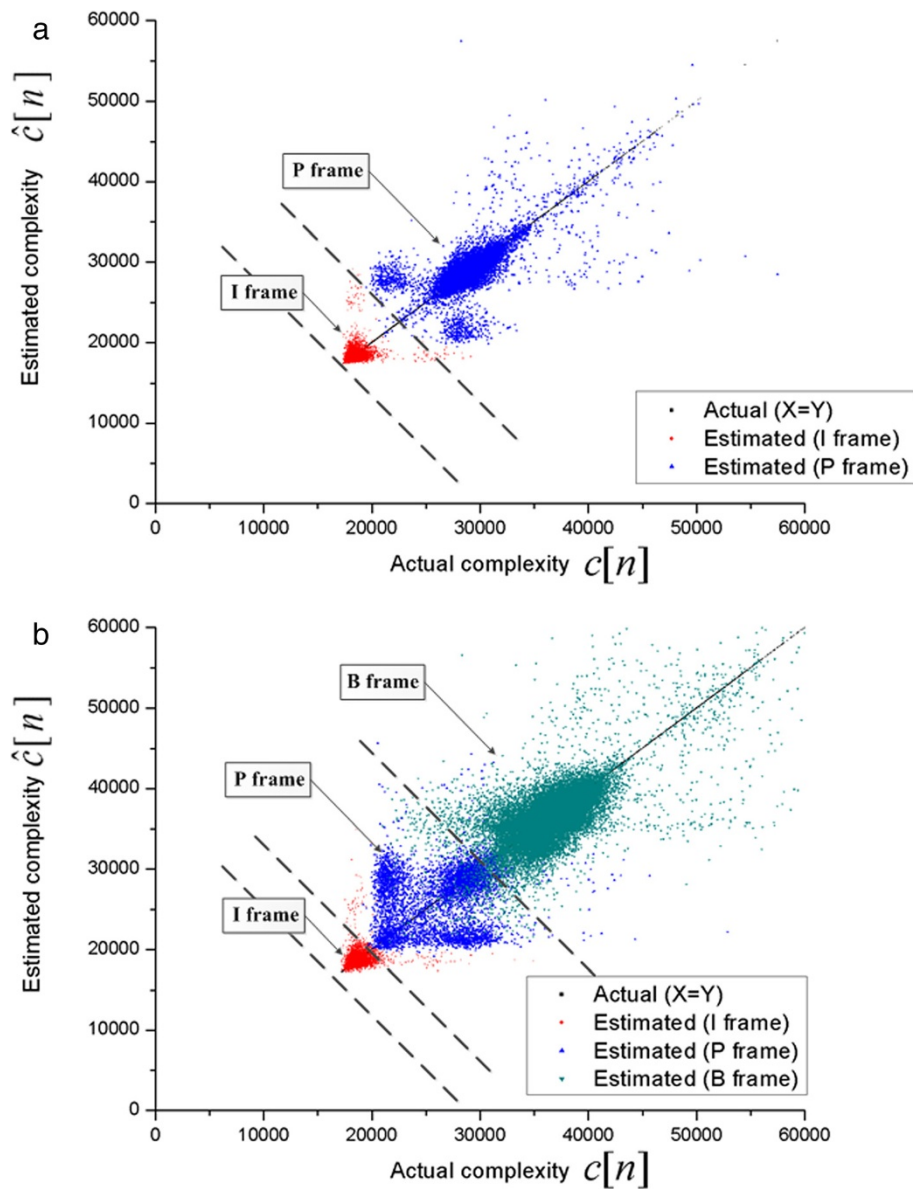 a
60000
50000
40000
30000
20000
10000
0
Estimated complexity ĉ[n]
P frame
I frame
Actual (X=Y)
Estimated (I frame)
Estimated (P frame)
0 10000 20000 30000 40000 50000 60000
Actual complexity c[n]
b
60000
50000
40000
30000
20000
10000
0
Estimated complexity ĉ[n]
B frame
P frame
I frame
Actual (X=Y)
Estimated (I frame)
Estimated (P frame)
Estimated (B frame)
0 10000 20000 30000 40000 50000 60000
Actual complexity c[n]